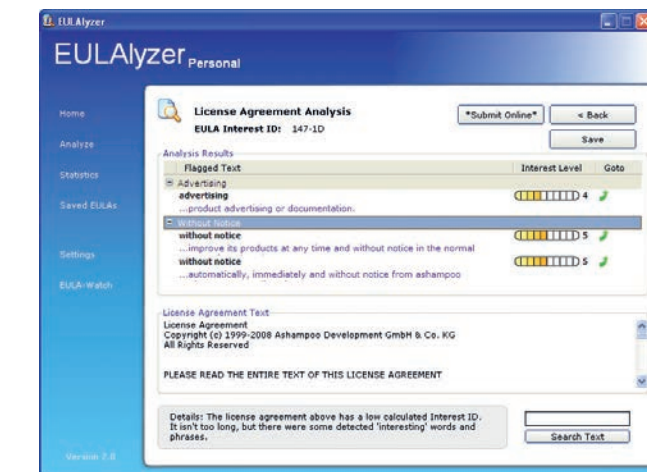 EULAlyzer
EULAlyzer Personal
Home
Analyze
Statistics
Saved EULAs
Settings
EULA-Watch
Version 2.0
License Agreement Analysis
EULA Interest ID: 147-1D
*Submit Online*
< Back
Save
Analysis Results
Flagged Text Interest Level Goto
Advertising
advertising 4
...product advertising or documentation.
Without Notice
without notice 5
...improve its products at any time and without notice in the normal
without notice 5
...automatically, immediately and without notice from ashampoo
License Agreement Text
License Agreement
Copyright (c) 1999-2008 Ashampoo Development GmbH & Co. KG
All Rights Reserved
PLEASE READ THE ENTIRE TEXT OF THIS LICENSE AGREEMENT
Details: The license agreement above has a low calculated Interest ID.
It isn't too long, but there were some detected 'interesting' words and
phrases.
Search Text